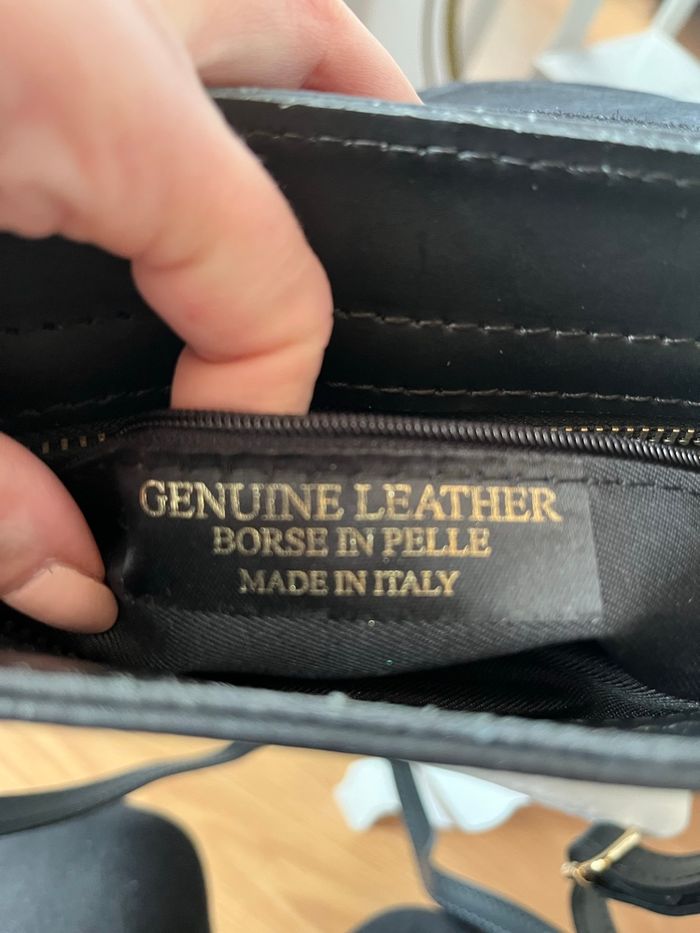 GENUINE LEATHER
BORSE IN PELLE
MADE IN ITALY